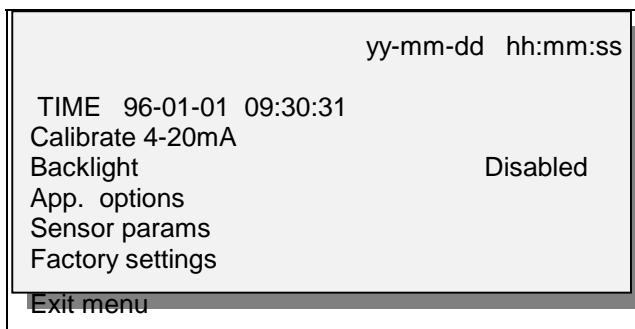 yy-mm-dd hh:mm:ss
TIME 96-01-01 09:30:31
Calibrate 4-20mA
Backlight Disabled
App. options
Sensor params
Factory settings
Exit menu